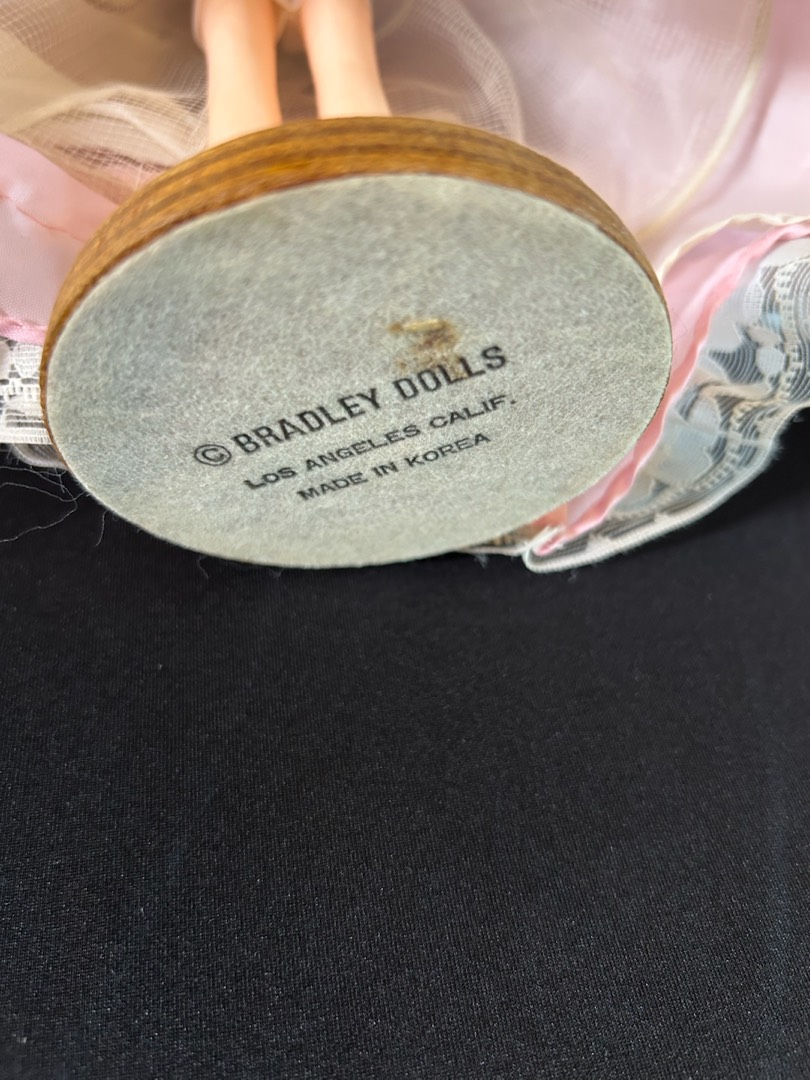 © BRADLEY DOLLS
LOS ANGELES CALIF.
MADE IN KOREA